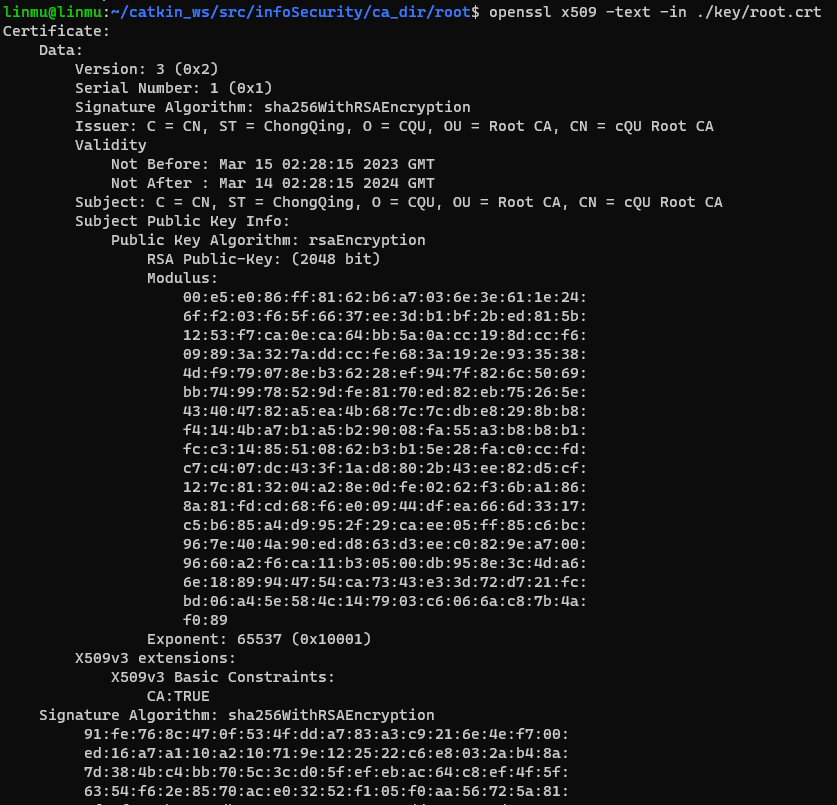 linmu@linmu:~/catkin_ws/src/infoSecurity/ca_dir/root$ openssl x509 -text -in ./key/root.crt
Certificate:
    Data:
        Version: 3 (0x2)
        Serial Number: 1 (0x1)
        Signature Algorithm: sha256WithRSAEncryption
        Issuer: C = CN, ST = ChongQing, O = CQU, OU = Root CA, CN = cQU Root CA
        Validity
            Not Before: Mar 15 02:28:15 2023 GMT
            Not After : Mar 14 02:28:15 2024 GMT
        Subject: C = CN, ST = ChongQing, O = CQU, OU = Root CA, CN = cQU Root CA
        Subject Public Key Info:
            Public Key Algorithm: rsaEncryption
                RSA Public-Key: (2048 bit)
                Modulus:
                    00:e5:e0:86:ff:81:62:b6:a7:03:6e:3e:61:1e:24:
                    6f:f2:03:f6:5f:66:37:ee:3d:b1:bf:2b:ed:81:5b:
                    12:53:f7:ca:0e:ca:64:bb:5a:0a:cc:19:8d:cc:f6:
                    09:89:3a:32:7a:dd:cc:fe:68:3a:19:2e:93:35:38:
                    4d:f9:79:07:8e:b3:62:28:ef:94:7f:82:6c:50:69:
                    bb:74:99:78:52:9d:fe:81:70:ed:82:eb:75:26:5e:
                    43:40:47:82:a5:ea:4b:68:7c:7c:db:e8:29:8b:b8:
                    f4:14:4b:a7:b1:a5:b2:90:08:fa:55:a3:b8:b8:b1:
                    fc:c3:14:85:51:08:62:b3:b1:5e:28:fa:c0:cc:fd:
                    c7:c4:07:dc:43:3f:1a:d8:80:2b:43:ee:82:d5:cf:
                    12:7c:81:32:04:a2:8e:0d:fe:02:62:f3:6b:a1:86:
                    8a:81:fd:cd:68:f6:e0:09:44:df:ea:66:6d:33:17:
                    c5:b6:85:a4:d9:95:2f:29:ca:ee:05:ff:85:c6:bc:
                    96:7e:40:4a:90:ed:d8:63:d3:ee:c0:82:9e:a7:00:
                    96:60:a2:f6:ca:11:b3:05:00:db:95:8e:3c:4d:a6:
                    6e:18:89:94:47:54:ca:73:43:e3:3d:72:d7:21:fc:
                    bd:06:a4:5e:58:4c:14:79:03:c6:06:6a:c8:7b:4a:
                    f0:89
                Exponent: 65537 (0x10001)
        X509v3 extensions:
            X509v3 Basic Constraints:
                CA:TRUE
    Signature Algorithm: sha256WithRSAEncryption
         91:fe:76:8c:47:0f:53:4f:dd:a7:83:a3:c9:21:6e:4e:f7:00:
         ed:16:a7:a1:10:a2:10:71:9e:12:25:22:c6:e8:03:2a:b4:8a:
         7d:38:4b:c4:bb:70:5c:3c:d0:5f:ef:eb:ac:64:c8:ef:4f:5f:
         63:54:f6:2e:85:70:ac:e0:32:52:f1:05:f0:aa:56:72:5a:81: